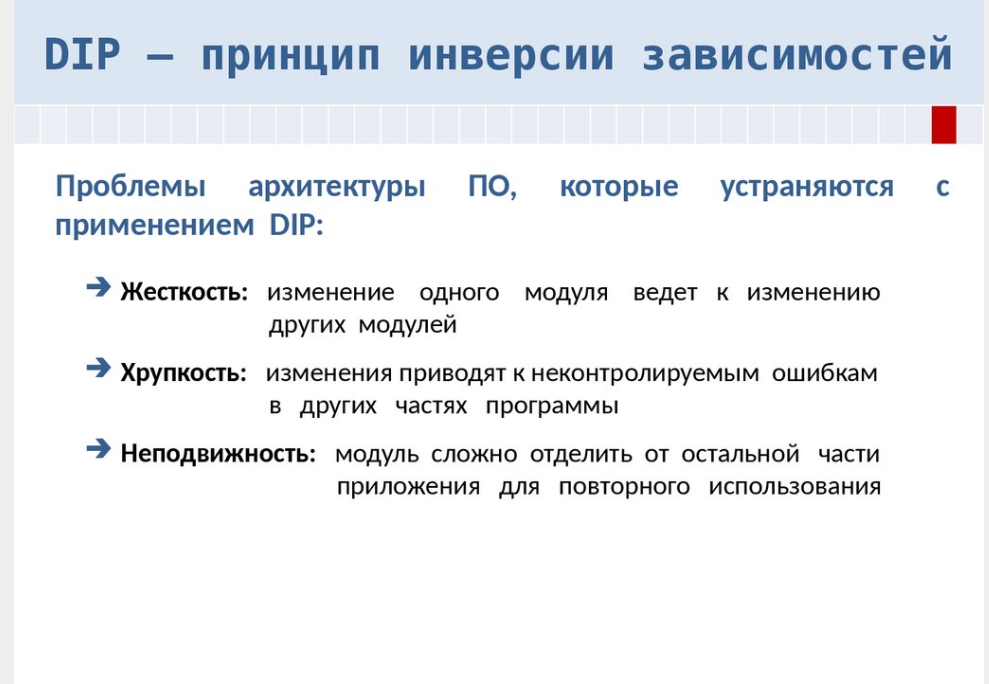 DIP – принцип инверсии зависимостей
Проблемы архитектуры ПО, которые устраняются с
применением DIP:
➔ Жесткость: изменение одного модуля ведет к изменению
других модулей
➔ Хрупкость: изменения приводят к неконтролируемым ошибкам
в других частях программы
➔ Неподвижность: модуль сложно отделить от остальной части
приложения для повторного использования